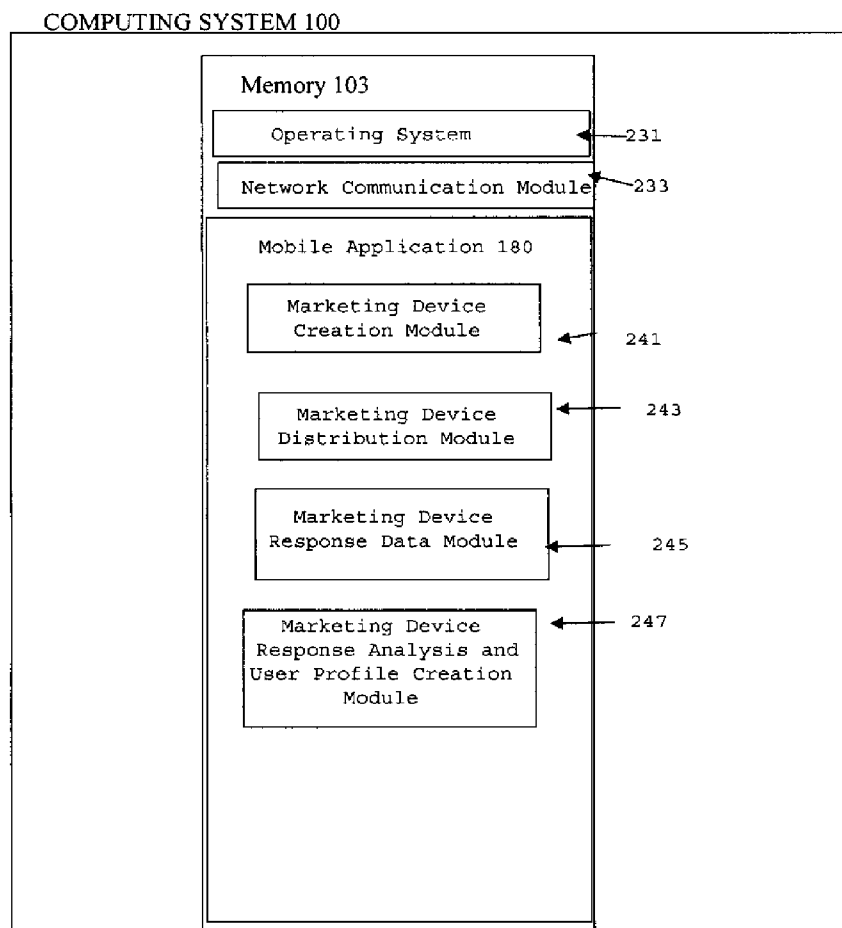 COMPUTING SYSTEM 100
Memory 103
Operating System
231
Network Communication Module
233
Mobile Application 180
Marketing Device
Creation Module
241
Marketing Device
Distribution Module
243
Marketing Device
Response Data Module
245
Marketing Device
Response Analysis and
User Profile Creation
Module
247